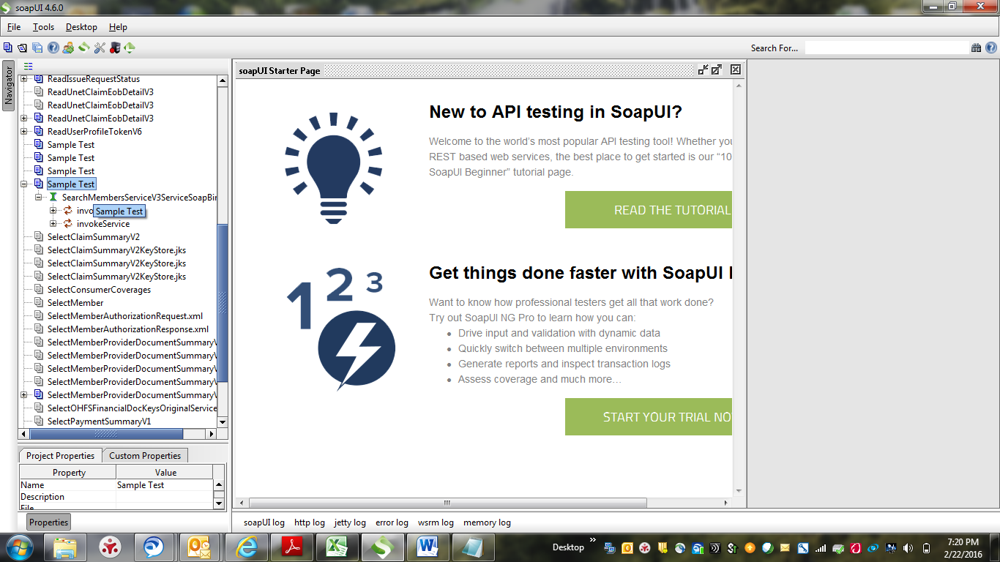 soapUI 4.6.0
File Tools Desktop Help
Search For...
Navigator
ReadIssueRequestStatus
ReadUnetClaimEobDetailV3
ReadUnetClaimEobDetailV3
ReadUnetClaimEobDetailV3
ReadUserProfileTokenV6
Sample Test
Sample Test
Sample Test
Sample Test
SearchMembersServiceV3ServiceSoapBin
invo
Sample Test
invokeService
SelectClaimSummaryV2
SelectClaimSummaryV2KeyStore.jks
SelectClaimSummaryV2KeyStore.jks
SelectClaimSummaryV2KeyStore.jks
SelectConsumerCoverages
SelectMember
SelectMemberAuthorizationRequest.xml
SelectMemberAuthorizationResponse.xml
SelectMemberProviderDocumentSummaryV
SelectMemberProviderDocumentSummaryV
SelectMemberProviderDocumentSummaryV
SelectMemberProviderDocumentSummaryV
SelectMemberProviderDocumentSummaryV
SelectOHFSFinancialDocKeysOriginalService
SelectPaymentSummaryV1
Project Properties Custom Properties
Property Value
Name Sample Test
Description
File
Properties
soapUI Starter Page
New to API testing in SoapUI?
Welcome to the world's most popular API testing tool! Whether you
REST based web services, the best place to get started is our “10
SoapUI Beginner” tutorial page.
READ THE TUTORIAL
1 2 3
Get things done faster with SoapUI
Want to know how professional testers get all that work done?
Try out SoapUI NG Pro to learn how you can:
Drive input and validation with dynamic data
Quickly switch between multiple environments
Generate reports and inspect transaction logs
Assess coverage and much more…
START YOUR TRIAL NO
soapUI log http log jetty log error log wsrm log memory log
Desktop
7:20 PM
2/22/2016